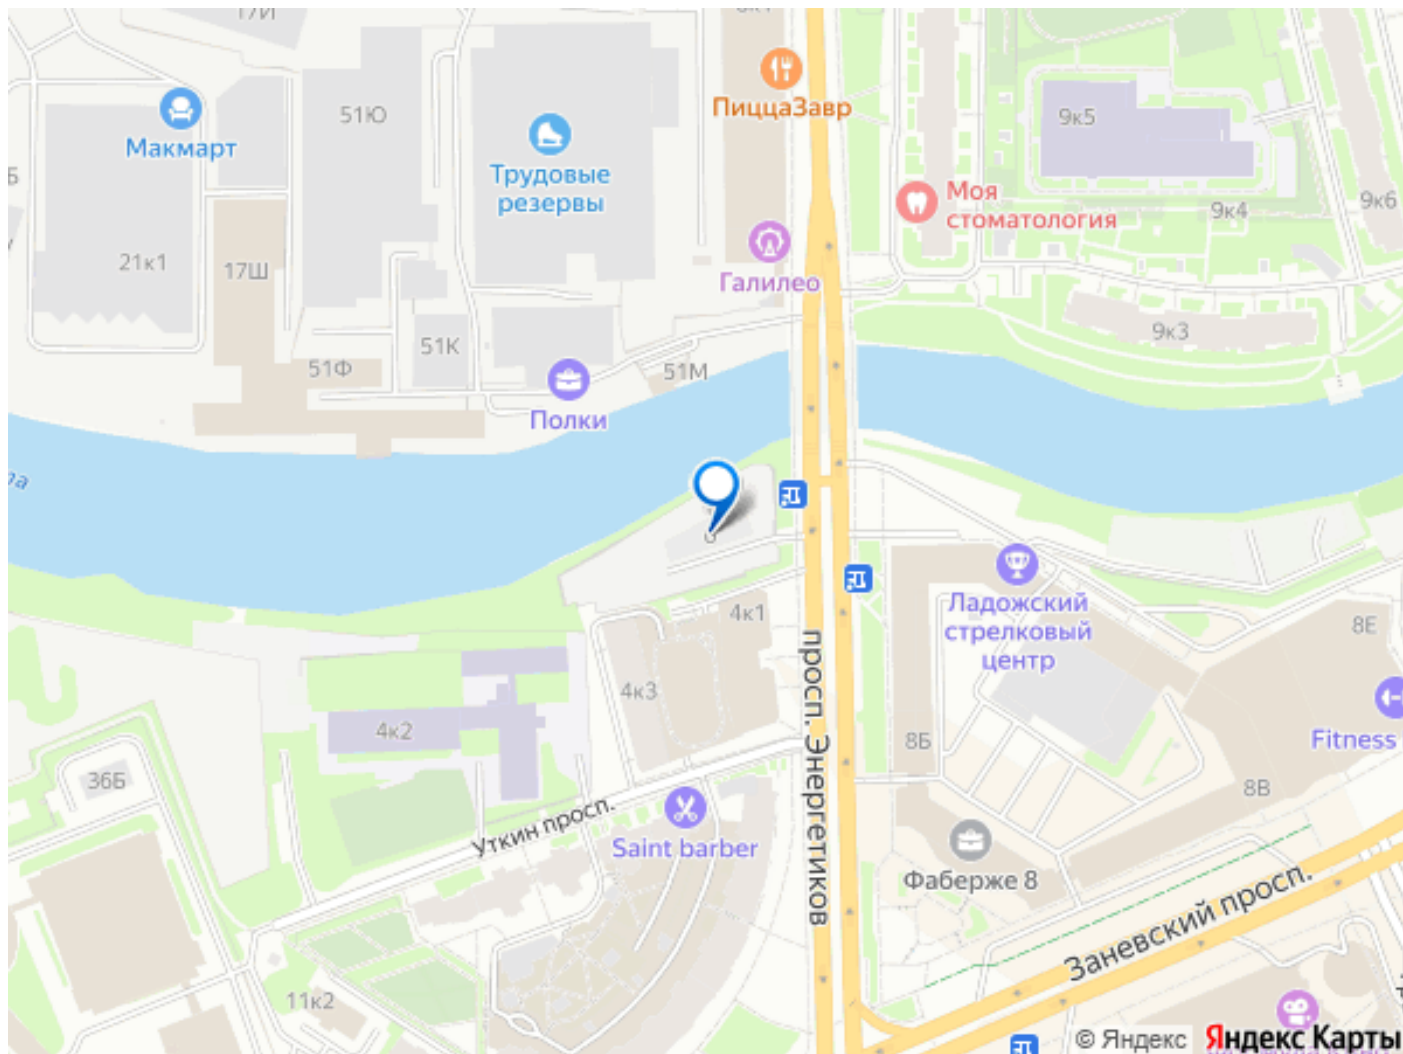 17И
51Ю
Макмарт
Трудовые
резервы
ПиццаЗавр
9к5
Моя
стоматология
9к4
9к6
21к1
17Ш
Галилео
9к3
51К
51Ф
51М
Полки
ра
4к1
Ладожский
стрелковый
центр
8Е
4к3
4к2
просп. Энергетиков
8Б
Fitness
36Б
8В
Уткин просп.
Saint barber
Фаберже 8
Заневский просп.
11к2
© Яндекс Яндекс Карты